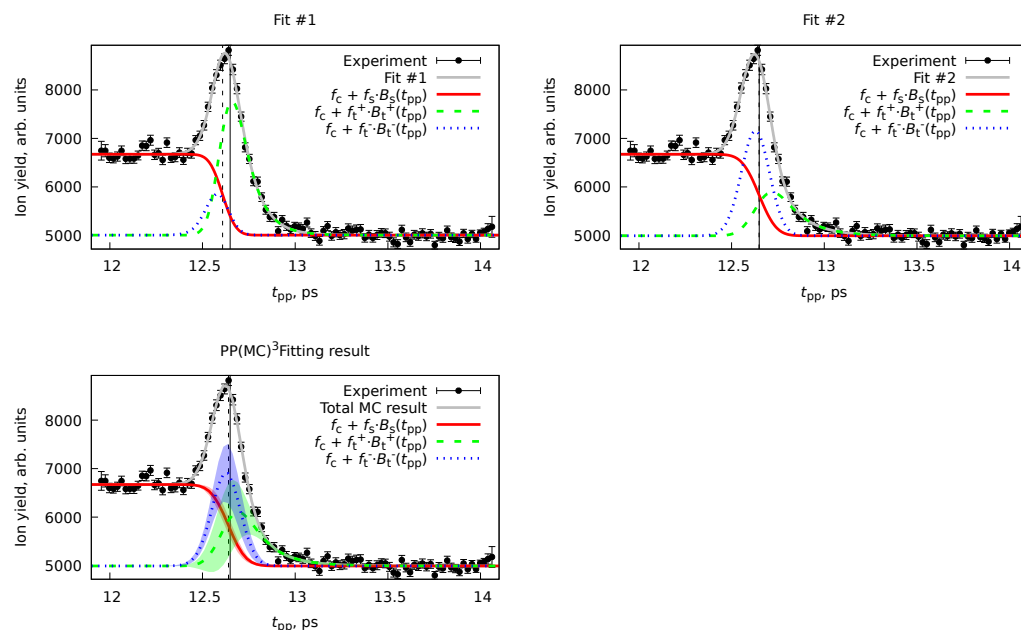 Fit #1
Ion yield, arb. units
8000
7000
6000
5000
Experiment
Fit #1
f_c + f_s·B_s(t_pp)
f_c + f_t^+·B_t^+(t_pp)
f_c + f_t^-·B_t^-(t_pp)
12 12.5 13 13.5 14
t_pp, ps
Fit #2
Ion yield, arb. units
8000
7000
6000
5000
Experiment
Fit #2
f_c + f_s·B_s(t_pp)
f_c + f_t^+·B_t^+(t_pp)
f_c + f_t^-·B_t^-(t_pp)
12 12.5 13 13.5 14
t_pp, ps
PP(MC)³Fitting result
Ion yield, arb. units
8000
7000
6000
5000
Experiment
Total MC result
f_c + f_s·B_s(t_pp)
f_c + f_t^+·B_t^+(t_pp)
f_c + f_t^-·B_t^-(t_pp)
12 12.5 13 13.5 14
t_pp, ps